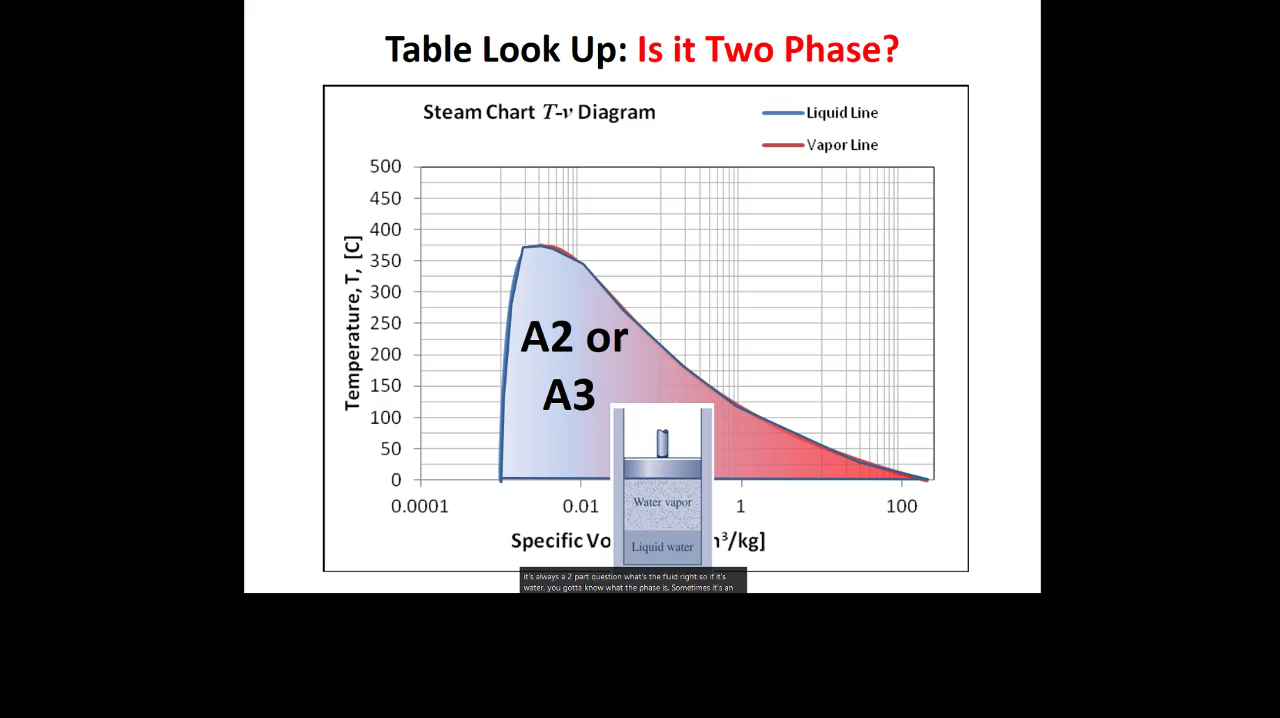 Table Look Up: Is it Two Phase?
Steam Chart T-v Diagram
Liquid Line
Vapor Line
500
450
400
350
300
250
200
150
100
50
0
Temperature, T, [C]
A2 or
A3
Water vapor
Liquid water
0.0001
0.01
1
100
Specific Vo
³/kg]
it's always a 2 part question what's the fluid right so if it's
water, you gotta know what the phase is, Sometimes it's an